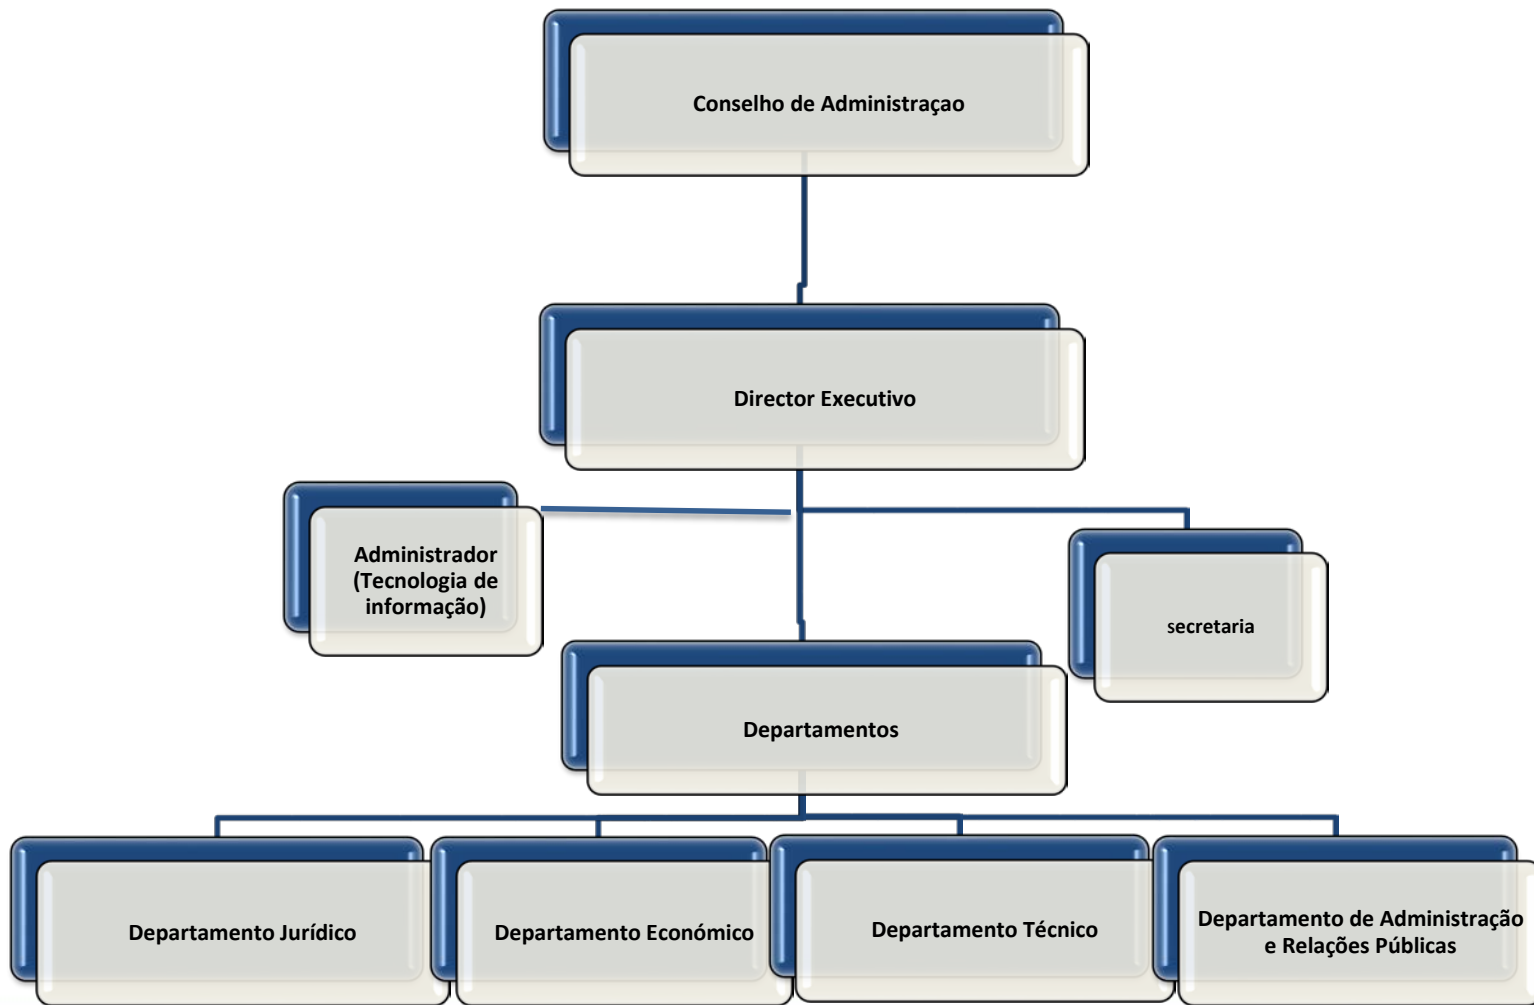 Conselho de Administraçao
Director Executivo
Administrador
(Tecnologia de
informação)
secretaria
Departamentos
Departamento Jurídico
Departamento Económico
Departamento Técnico
Departamento de Administração
e Relações Públicas